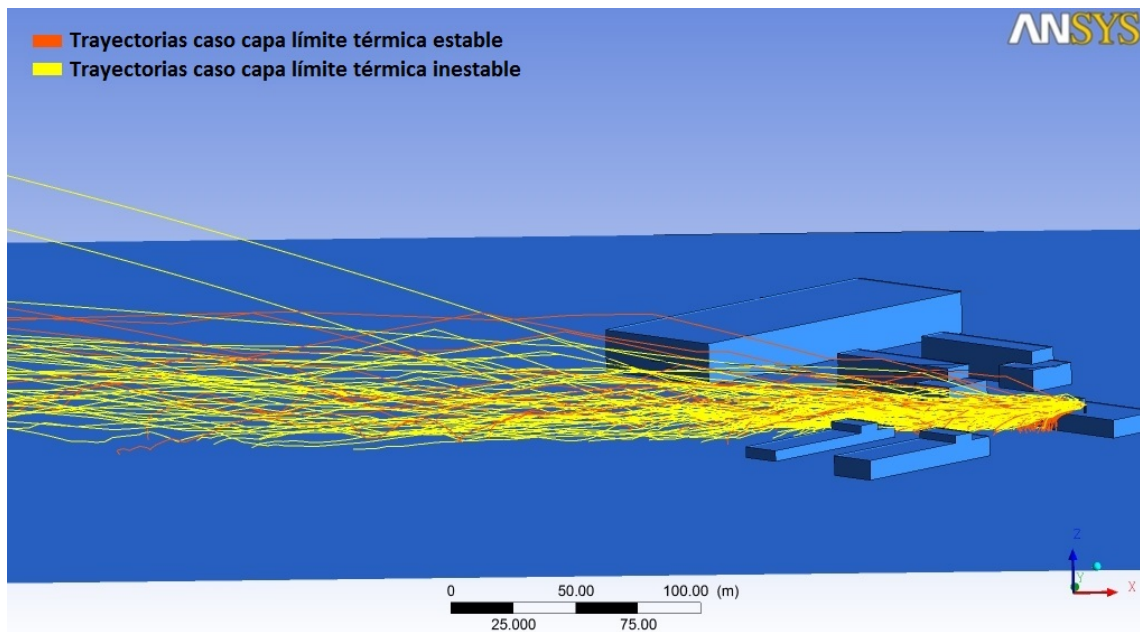 ANSYS
Trayectorias caso capa límite térmica estable
Trayectorias caso capa límite térmica inestable
0 50.00 100.00 (m)
25.000 75.00
Z
Y
X